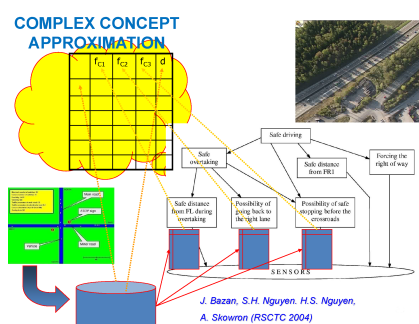 COMPLEX CONCEPT
APPROXIMATION
fC1 fC2 fC3 d
Safe driving
Safe
overtaking
Safe distance
from FR1
Forcing the
right of way
Safe distance
from FL during
overtaking
Possibility of
going back to
the right lane
Possibility of safe
stopping before the
crossroads
SENSORS
J. Bazan, S.H. Nguyen. H.S. Nguyen,
A. Skowron (RSCTC 2004)